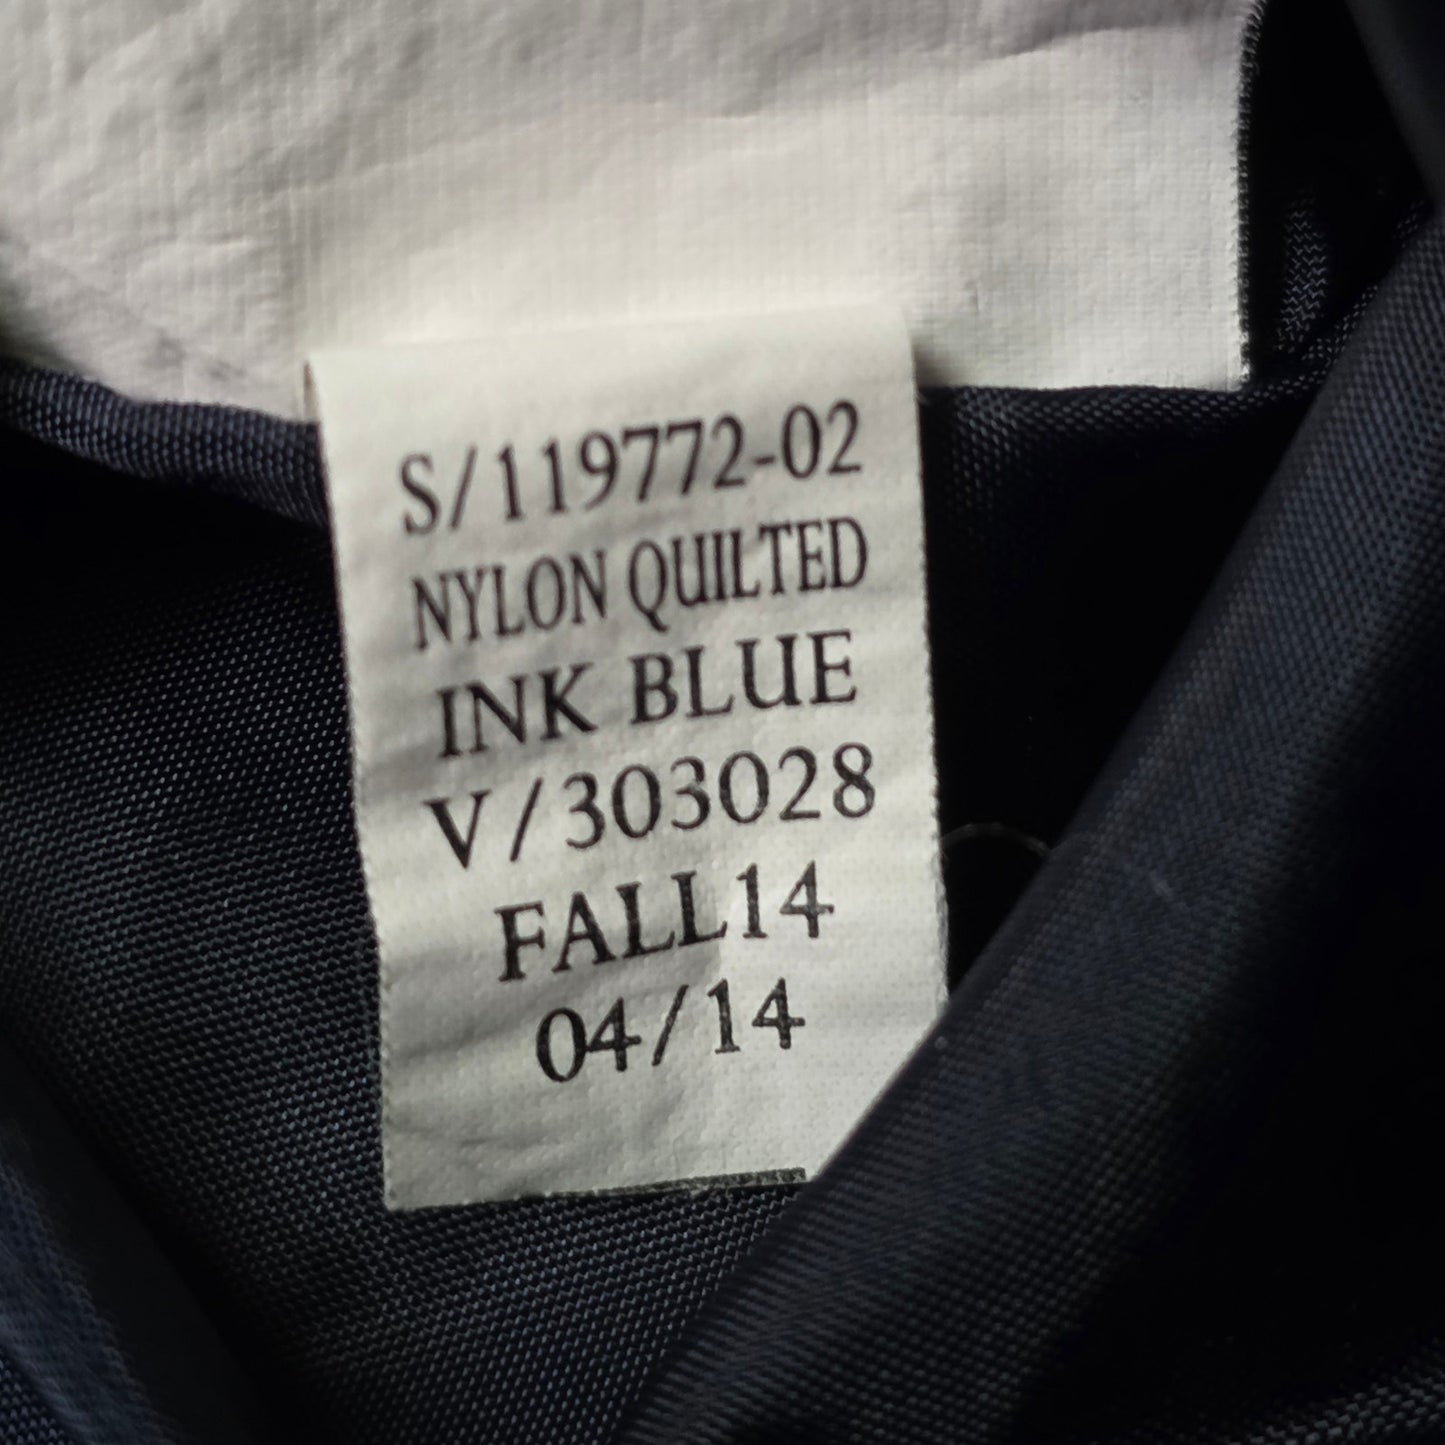 S/119772-02
NYLON QUILTED
INK BLUE
V/303028
FALL14
04/14